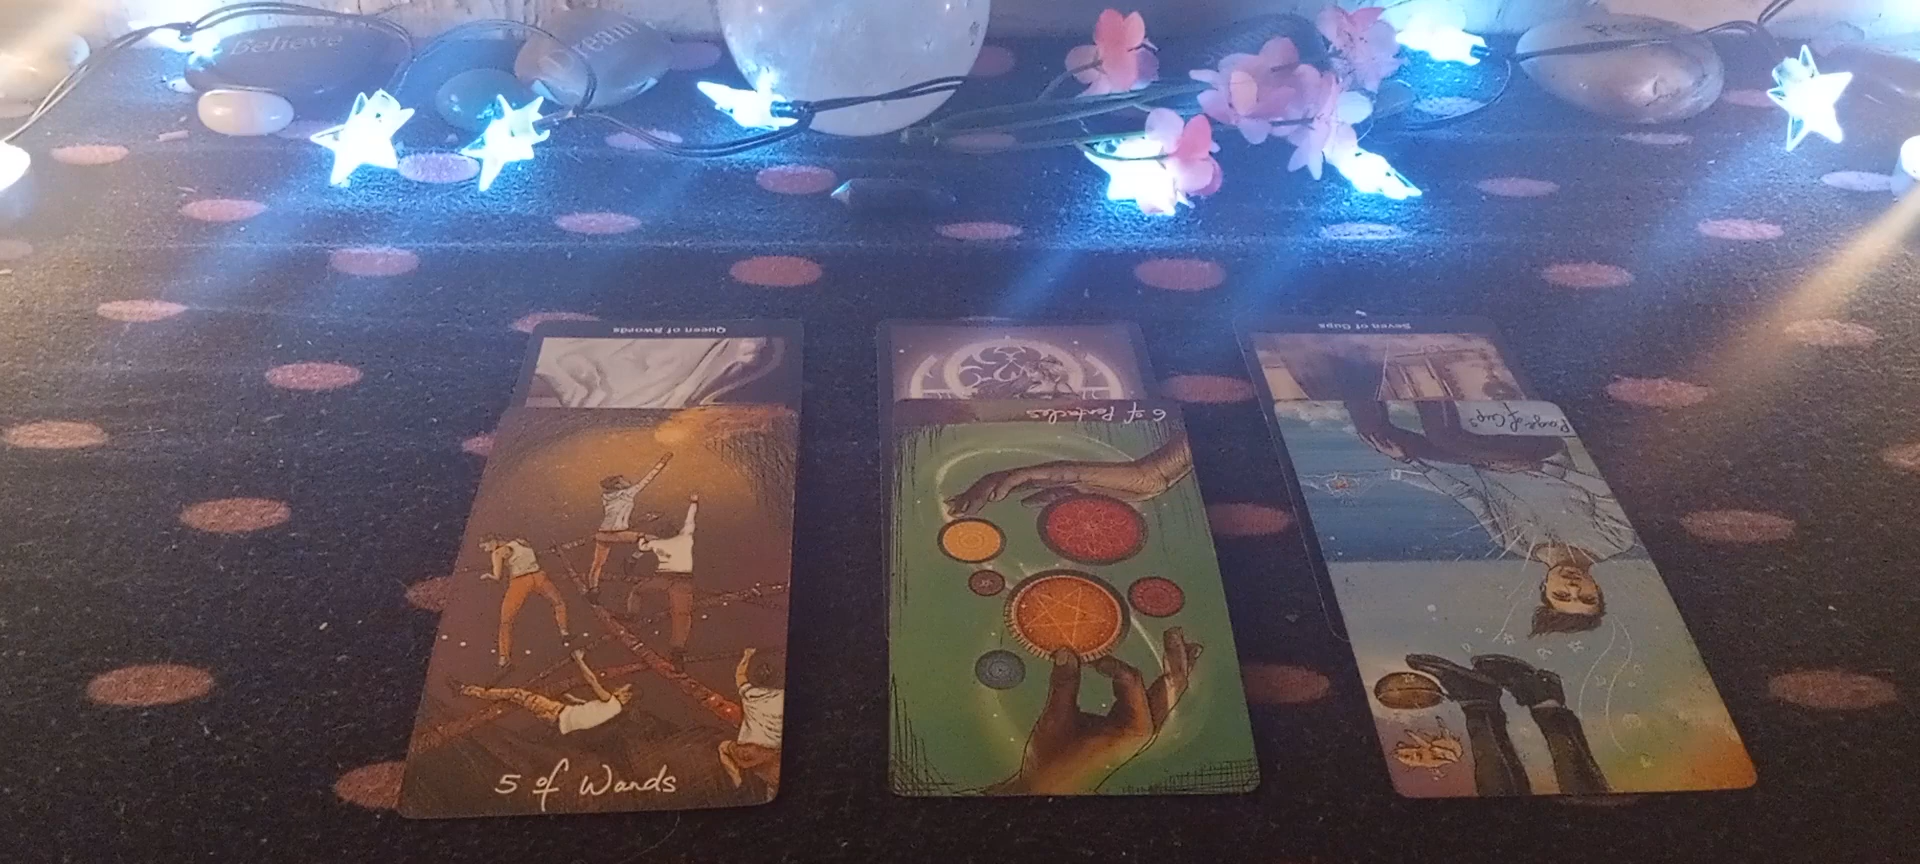 Believe
Dream
Queen of Swords
Seven of Cups
6 of Pentacles
Page of Cups
5 of Wands